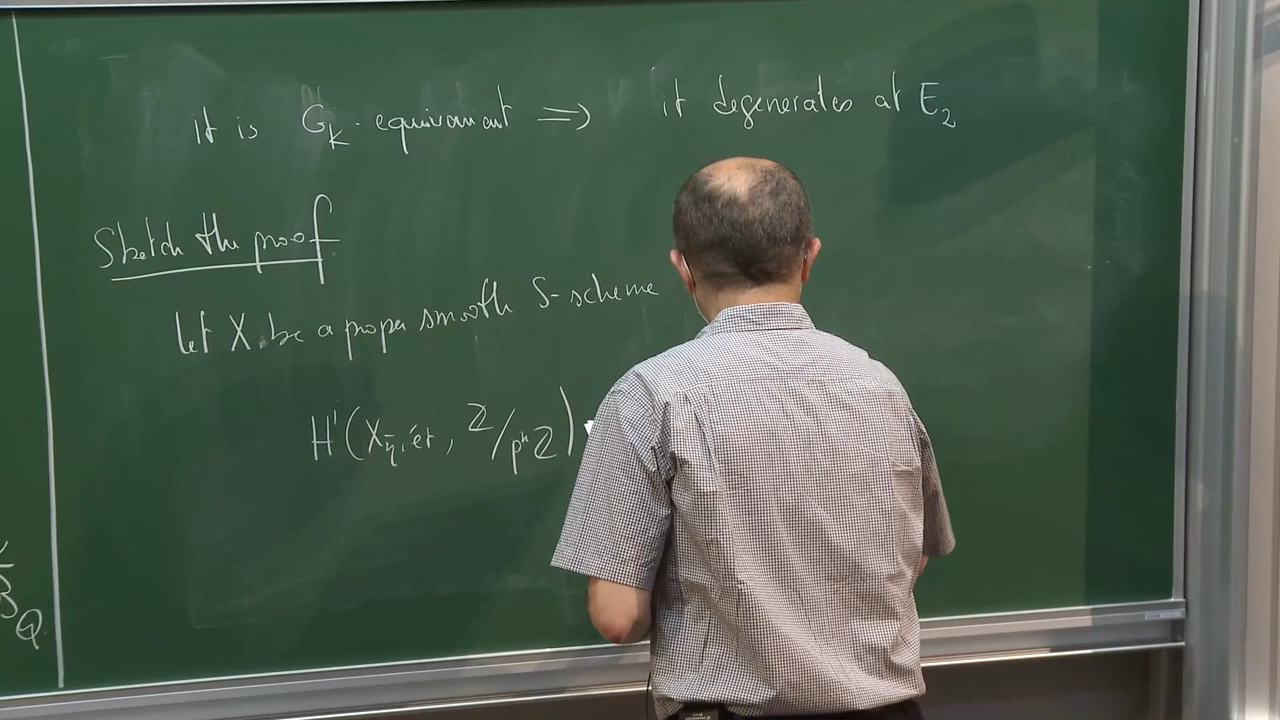 it is G_K-equivariant ⟹ it degenerates at E_2
Sketch the proof
Let X be a proper smooth S-scheme
H^i(X_η̄,ét, Z/p^n Z)
Q